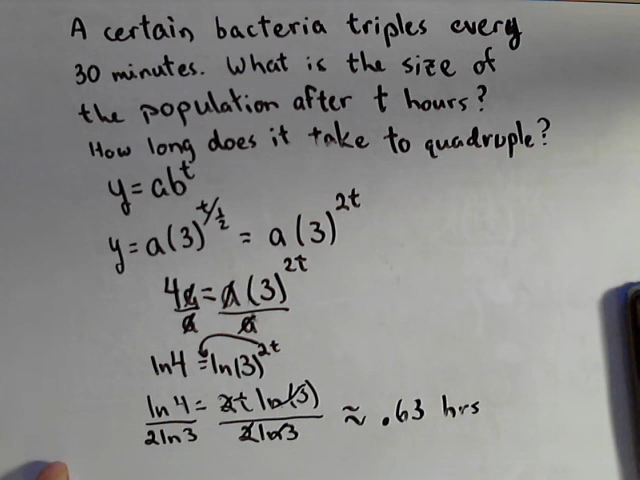 A certain bacteria triples every
30 minutes. What is the size of
the population after t hours?
How long does it take to quadruple?
y = ab^t
y = a(3)^(t/(1/2)) = a(3)^(2t)
4a/a = a(3)^(2t)/a
ln4 = ln(3)^(2t)
ln4/(2ln3) = 2t ln(3)/(2ln3) ≈ .63 hrs